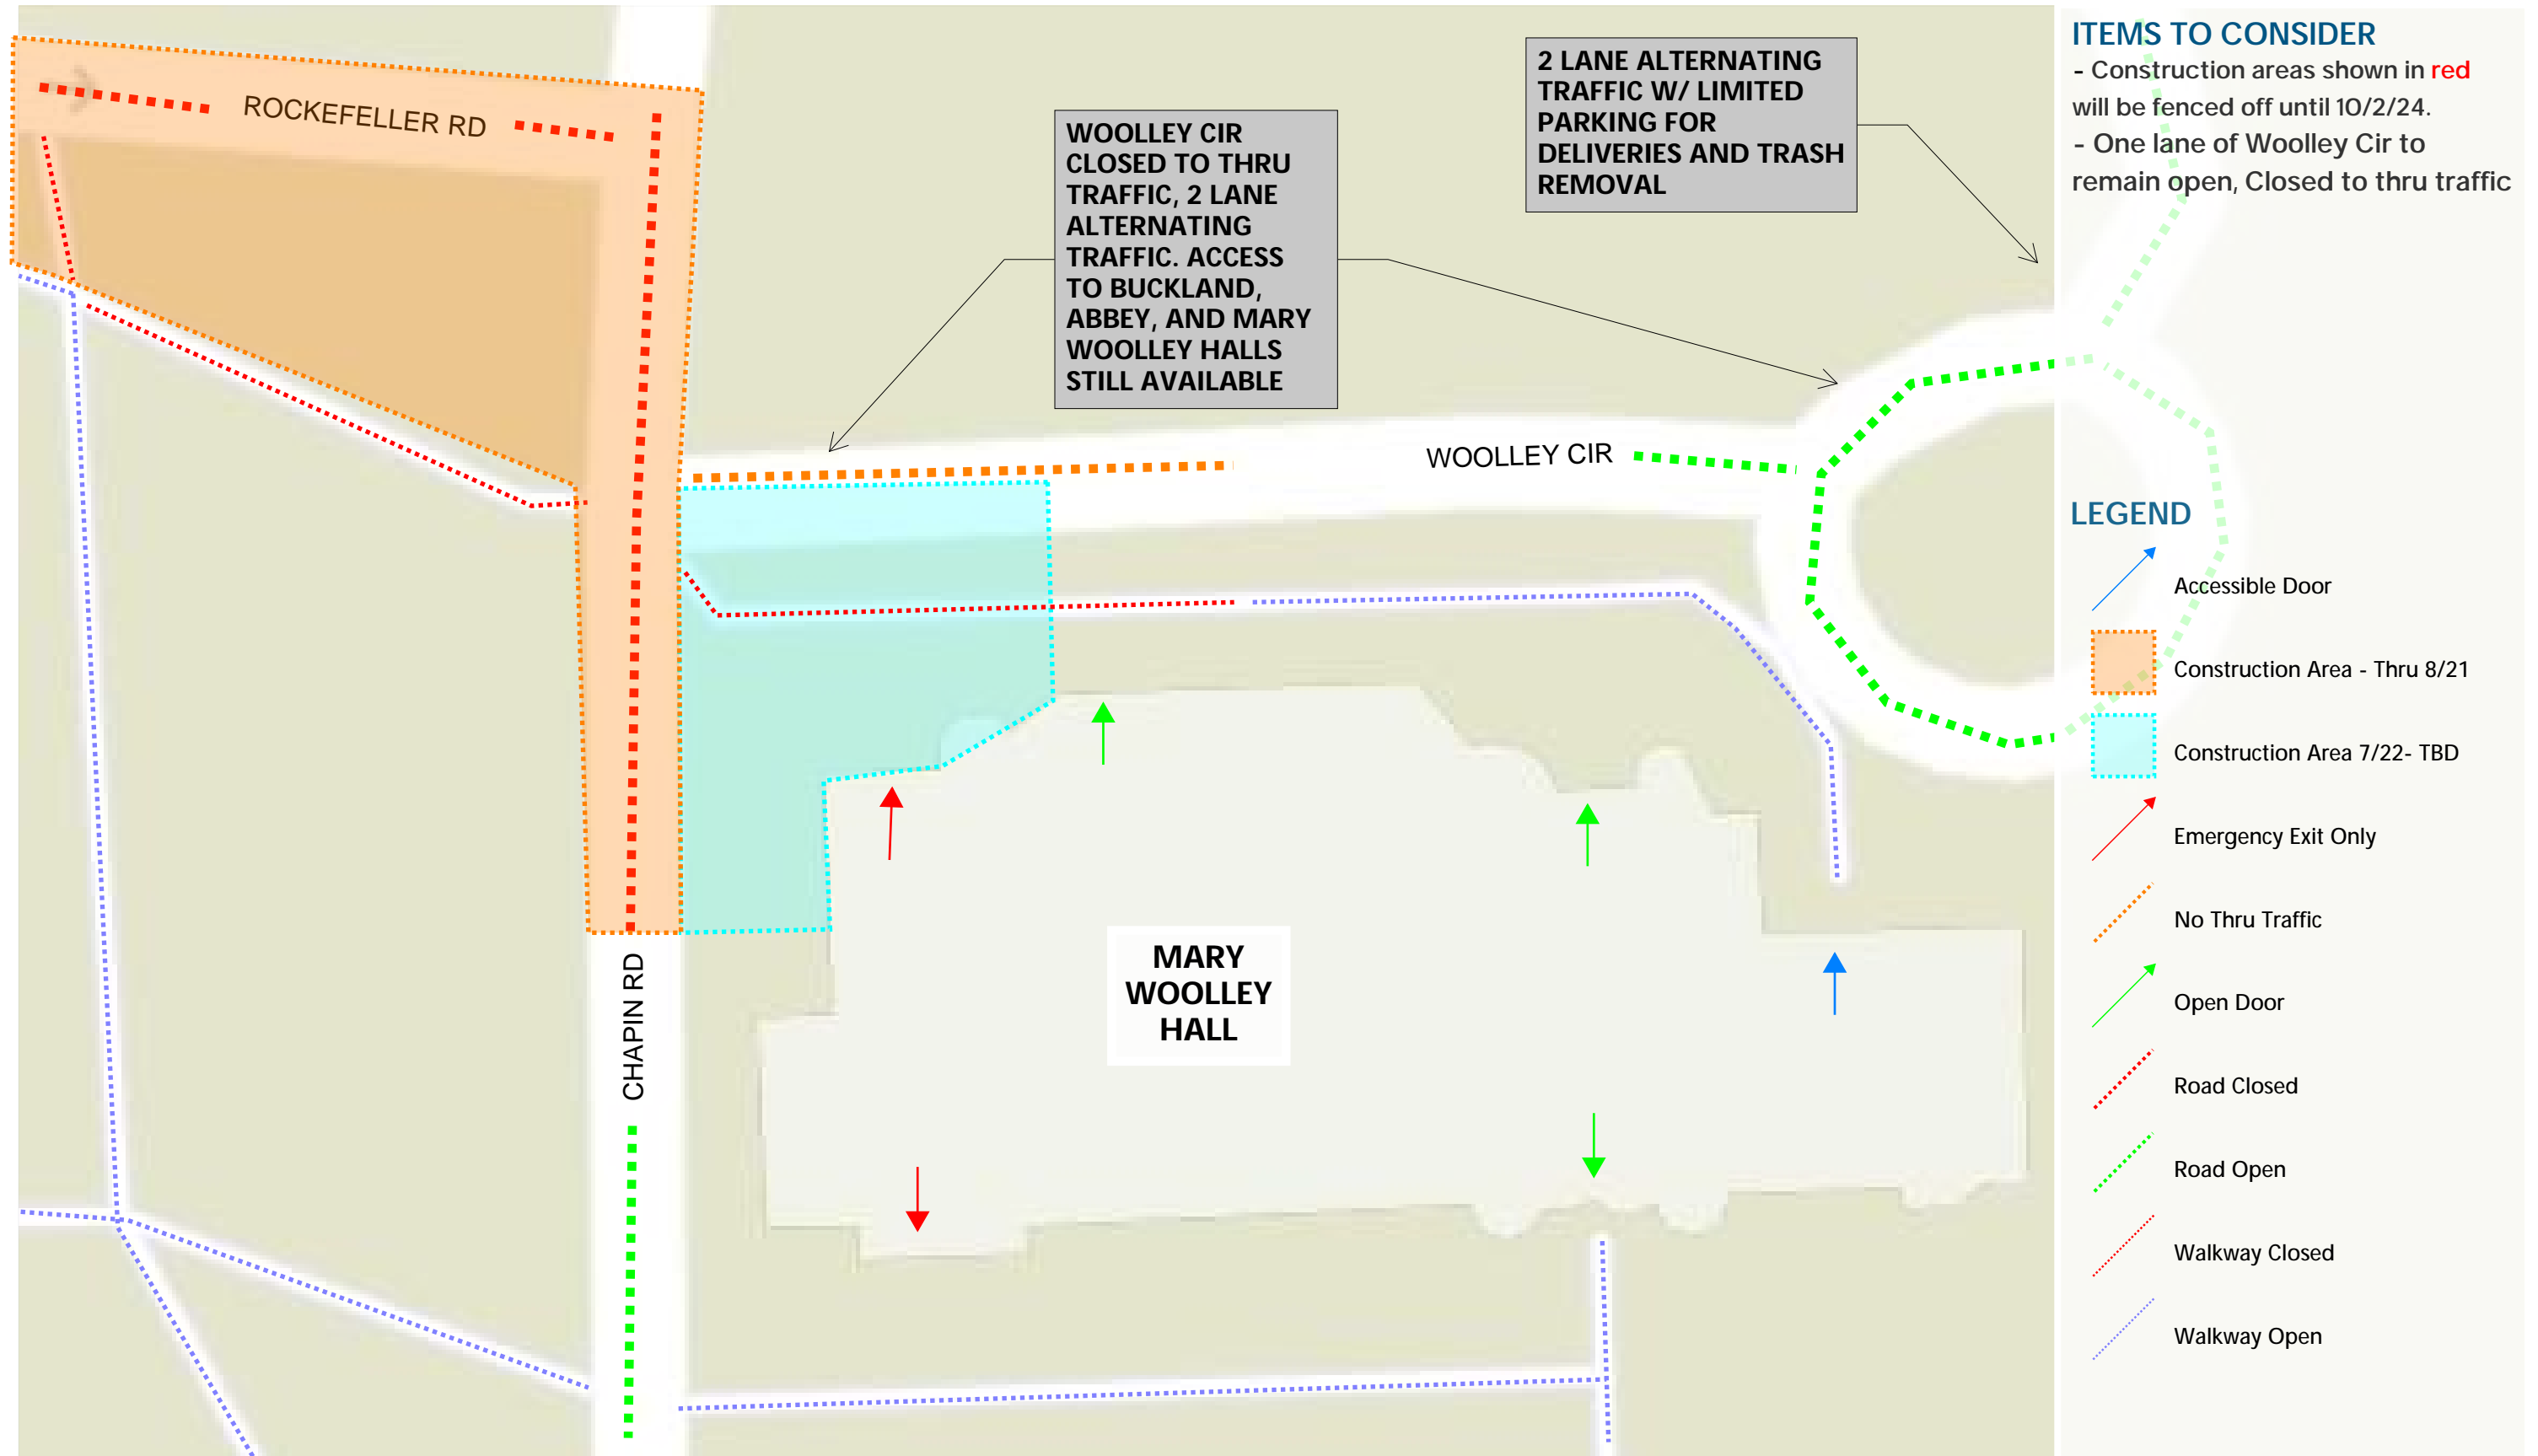 ITEMS TO CONSIDER
- Construction areas shown in red
will be fenced off until 10/2/24.
- One lane of Woolley Cir to
remain open, Closed to thru traffic
2 LANE ALTERNATING
TRAFFIC W/ LIMITED
PARKING FOR
DELIVERIES AND TRASH
REMOVAL
WOOLLEY CIR
CLOSED TO THRU
TRAFFIC, 2 LANE
ALTERNATING
TRAFFIC. ACCESS
TO BUCKLAND,
ABBEY, AND MARY
WOOLLEY HALLS
STILL AVAILABLE
ROCKEFELLER RD
WOOLLEY CIR
CHAPIN RD
MARY
WOOLLEY
HALL
LEGEND
Accessible Door
Construction Area - Thru 8/21
Construction Area 7/22- TBD
Emergency Exit Only
No Thru Traffic
Open Door
Road Closed
Road Open
Walkway Closed
Walkway Open